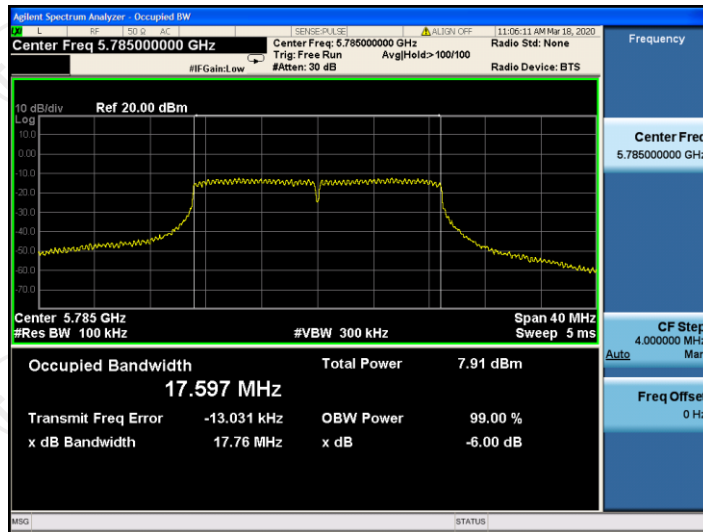 Agilent Spectrum Analyzer - Occupied BW
L RF 50 Ω AC SENSE:PULSE ALIGN OFF 11:06:11 AM Mar 18, 2020
Center Freq 5.785000000 GHz Center Freq: 5.785000000 GHz Radio Std: None Frequency
Trig: Free Run Avg|Hold:> 100/100
#IFGain:Low #Atten: 30 dB Radio Device: BTS
10 dB/div Ref 20.00 dBm
Log
10.0
0.00
-10.0
-20.0
-30.0
-40.0
-50.0
-60.0
-70.0
Center Freq
5.785000000 GHz
Center 5.785 GHz Span 40 MHz
#Res BW 100 kHz #VBW 300 kHz Sweep 5 ms
CF Step
4.000000 MHz
Auto Man
Occupied Bandwidth Total Power 7.91 dBm
17.597 MHz
Freq Offset
0 Hz
Transmit Freq Error -13.031 kHz OBW Power 99.00 %
x dB Bandwidth 17.76 MHz x dB -6.00 dB
MSG STATUS